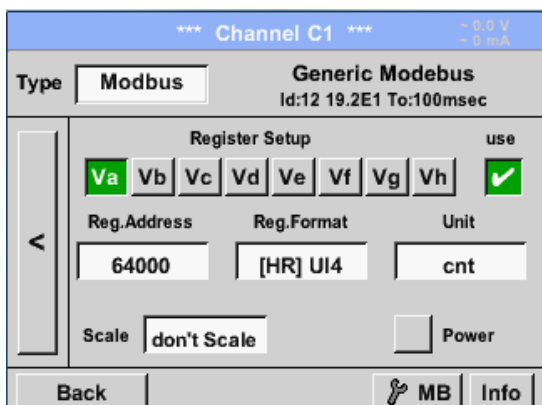 *** Channel C1 ***
~ 0.0 V
~ 0 mA
Type
Modbus
Generic Modebus
Id:12 19.2E1 To:100msec
<
Register Setup
use
Va Vb Vc Vd Ve Vf Vg Vh
Reg.Address
Reg.Format
Unit
64000
[HR] UI4
cnt
Scale
don't Scale
Power
Back
MB
Info